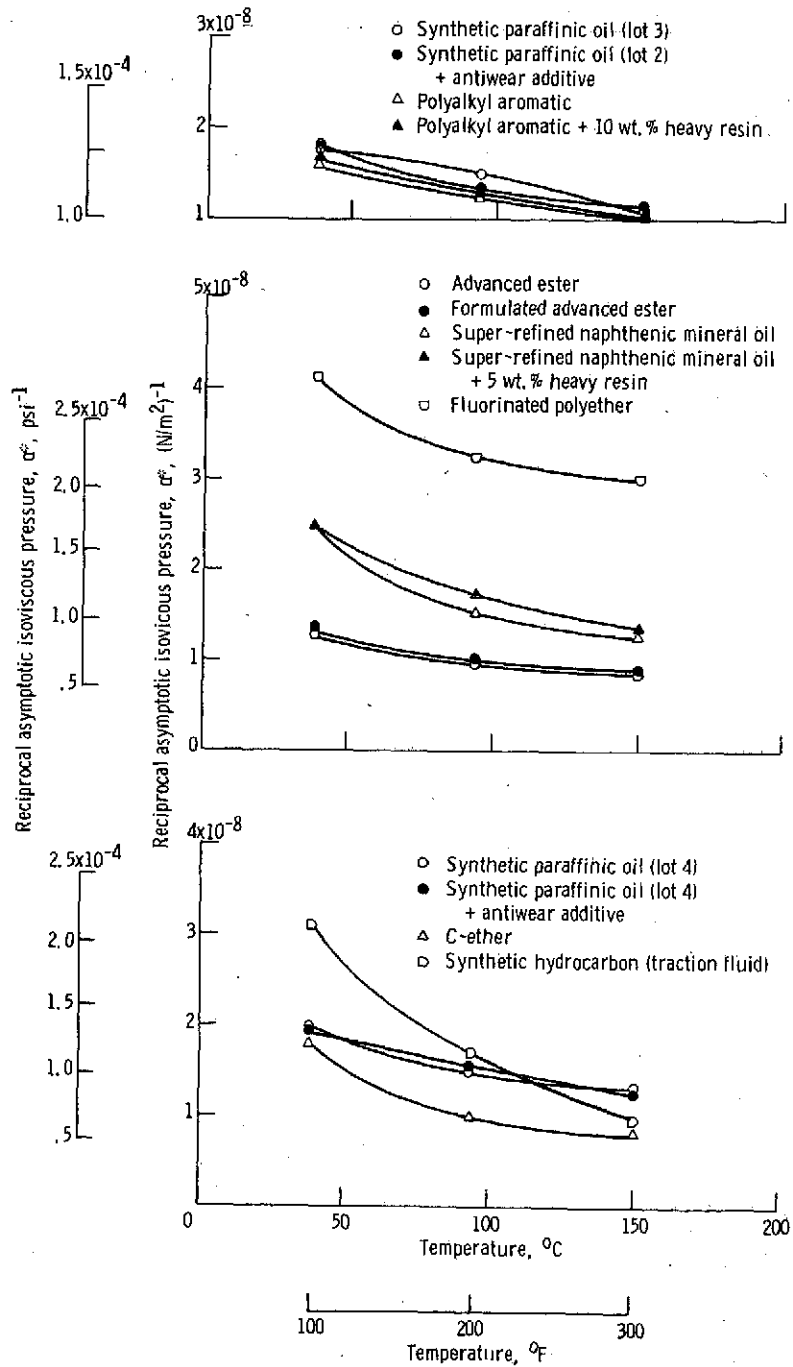 3x10-8
1,5x10-4
2
1.0
1
○ Synthetic paraffinic oil (lot 3)
● Synthetic paraffinic oil (lot 2)
+ antiwear additive
△ Polyalkyl aromatic
▲ Polyalkyl aromatic + 10 wt. % heavy resin
5x10-8
4
2.5x10-4
3
2.0
2
1.5
1.0
1
.5
0
○ Advanced ester
● Formulated advanced ester
△ Super-refined naphthenic mineral oil
▲ Super-refined naphthenic mineral oil
+ 5 wt. % heavy resin
Fluorinated polyether
Reciprocal asymptotic isoviscous pressure, α*, psi-1
Reciprocal asymptotic isovicous pressure, α*, (N/m2)-1
4x10-8
2.5x10-4
3
2.0
1.5
2
1.0
1
.5
○ Synthetic paraffinic oil (lot 4)
● Synthetic paraffinic oil (lot 4)
+ antiwear additive
△ C-ether
Synthetic hydrocarbon (traction fluid)
0 50 100 150 200
Temperature, °C
100 200 300
Temperature, °F